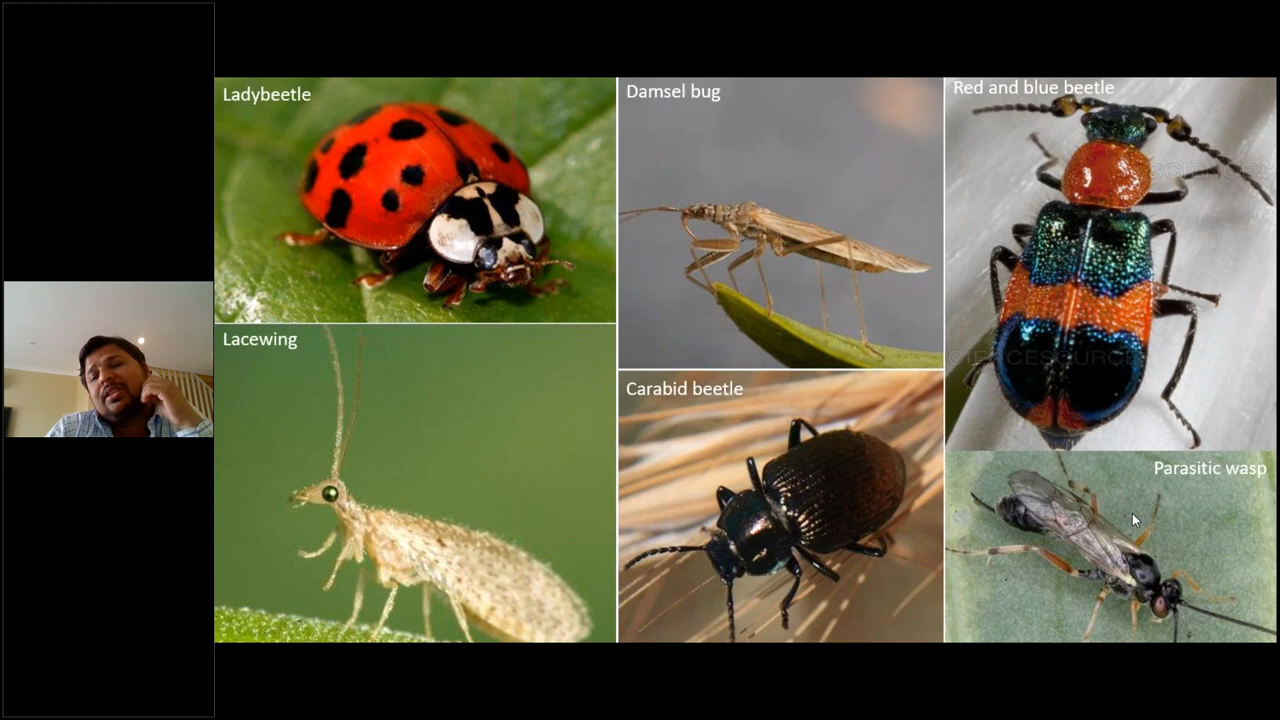 Ladybeetle
Damsel bug
Red and blue beetle
Lacewing
Carabid beetle
Parasitic wasp